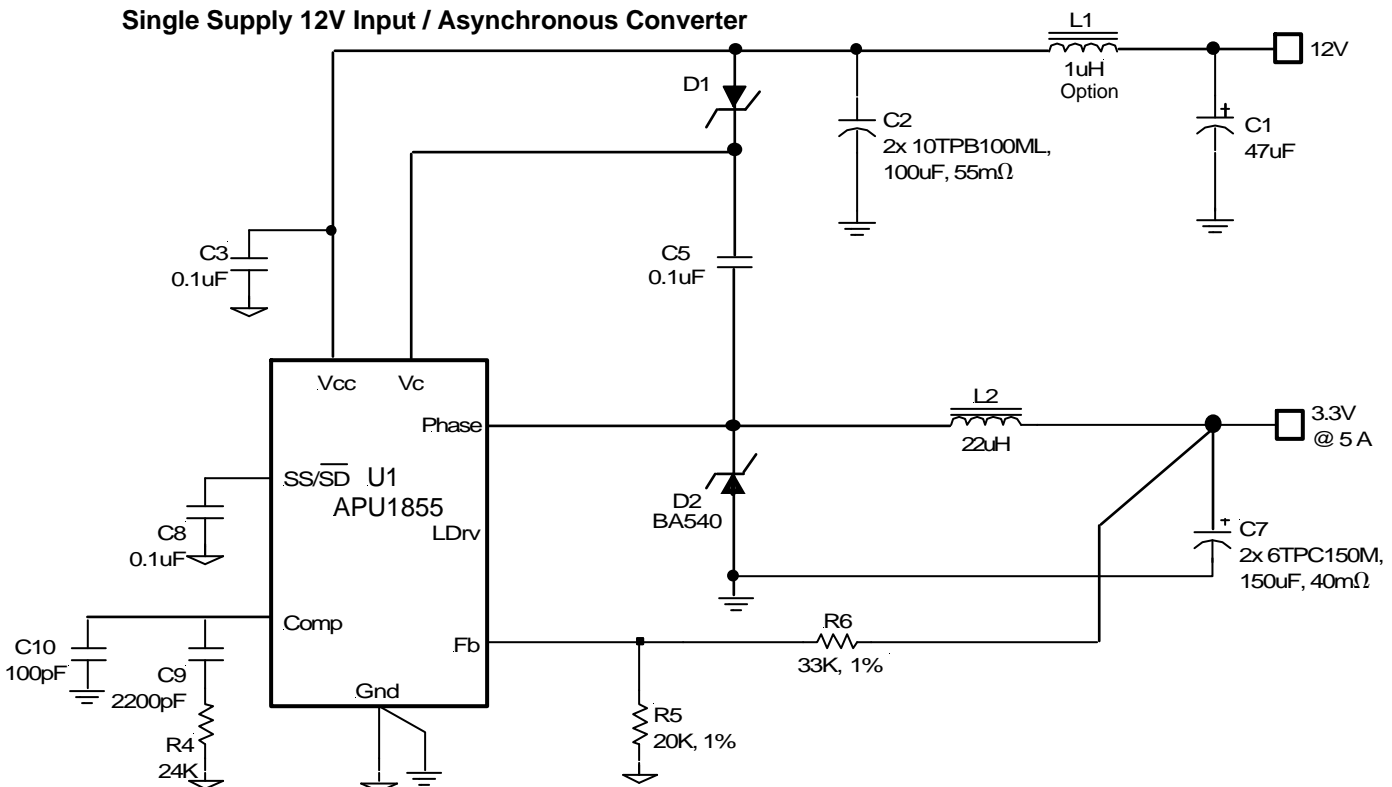 Single Supply 12V Input / Asynchronous Converter
L1
1uH
Option
12V
D1
C2
2x 10TPB100ML,
100uF, 55mΩ
C1
47uF
C3
0.1uF
C5
0.1uF
Vcc
Vc
Phase
L2
22uH
3.3V
@ 5 A
SS/SD
U1
APU1855
LDrv
C8
0.1uF
D2
BA540
C7
2x 6TPC150M,
150uF, 40mΩ
Comp
Fb
R6
33K, 1%
C10
100pF
C9
2200pF
Gnd
R4
24K
R5
20K, 1%